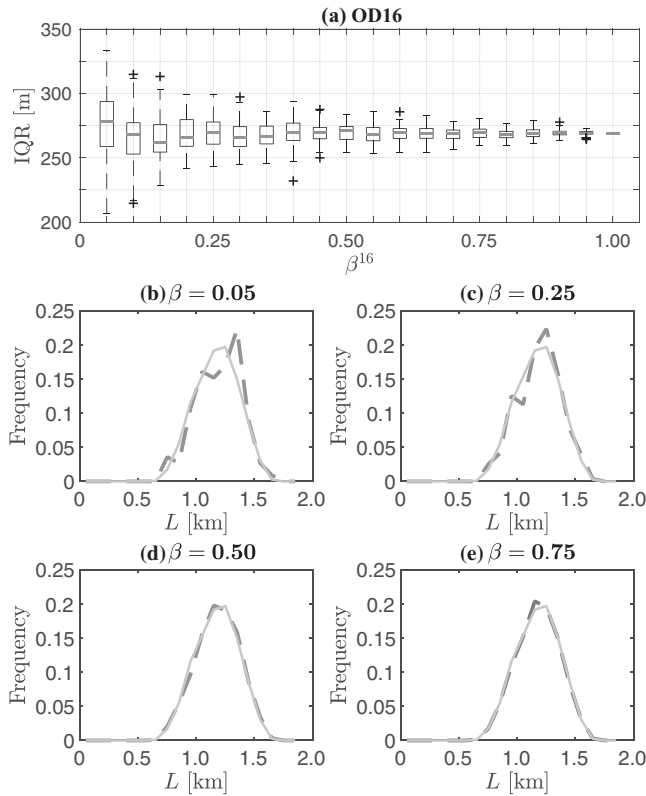 (a) OD16
350
300
250
200
IQR [m]
0 0.25 0.50 0.75 1.00
β¹⁶
(b) β = 0.05
0.25
0.2
0.15
0.1
0.05
0
Frequency
0 0.5 1.0 1.5 2.0
L [km]
(c) β = 0.25
0.25
0.2
0.15
0.1
0.05
0
Frequency
0 0.5 1.0 1.5 2.0
L [km]
(d) β = 0.50
0.25
0.2
0.15
0.1
0.05
0
Frequency
0 0.5 1.0 1.5 2.0
L [km]
(e) β = 0.75
0.25
0.2
0.15
0.1
0.05
0
Frequency
0 0.5 1.0 1.5 2.0
L [km]